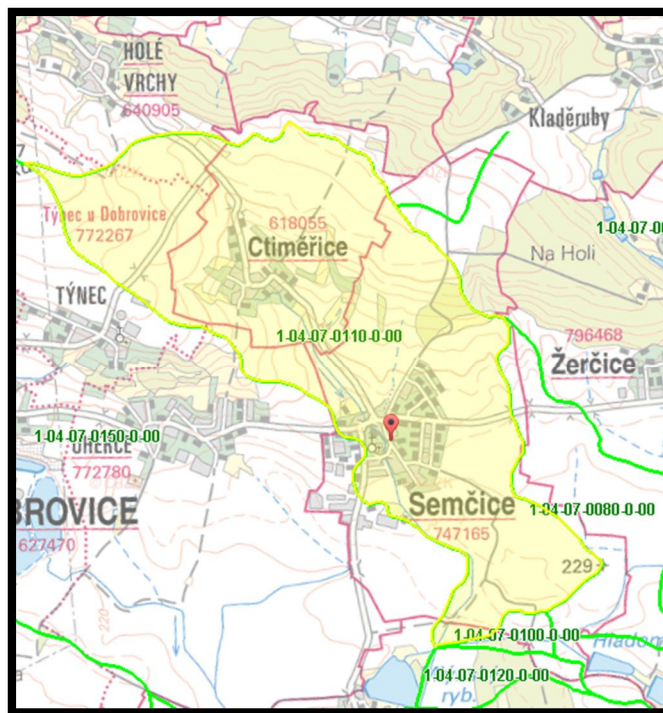 HOLÉ
VRCHY
640905
Kladěruby
Týnec u Dobrovice
772267
618055
Ctiměřice
1-04-07-00
Na Holi
TÝNEC
1-04-07-0110-0-00
796468
Žerčice
1-04-07-0150-0-00
ÚHERCE
772780
BROVICE
627470
Semčice
747165
1-04-07-0080-0-00
229
220
1-04-07-0100-0-00
1-04-07-0120-0-00
ryb.